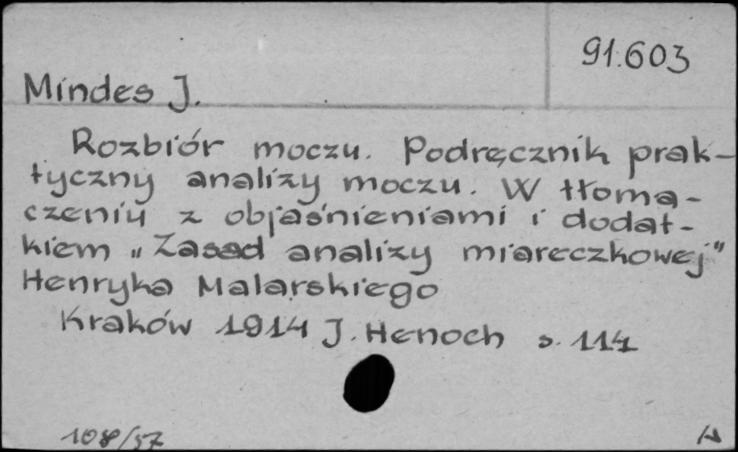 91.603
Mindes J.
Rozbiór moczu. Podręcznik prak-
tyczny analizy moczu. W tłoma-
czeniu z objaśnieniami i dodat-
kiem „Zasad analizy miareczkowej”
Henryka Malarskiego
Kraków 1914 J. Henoch s. 114
108/57